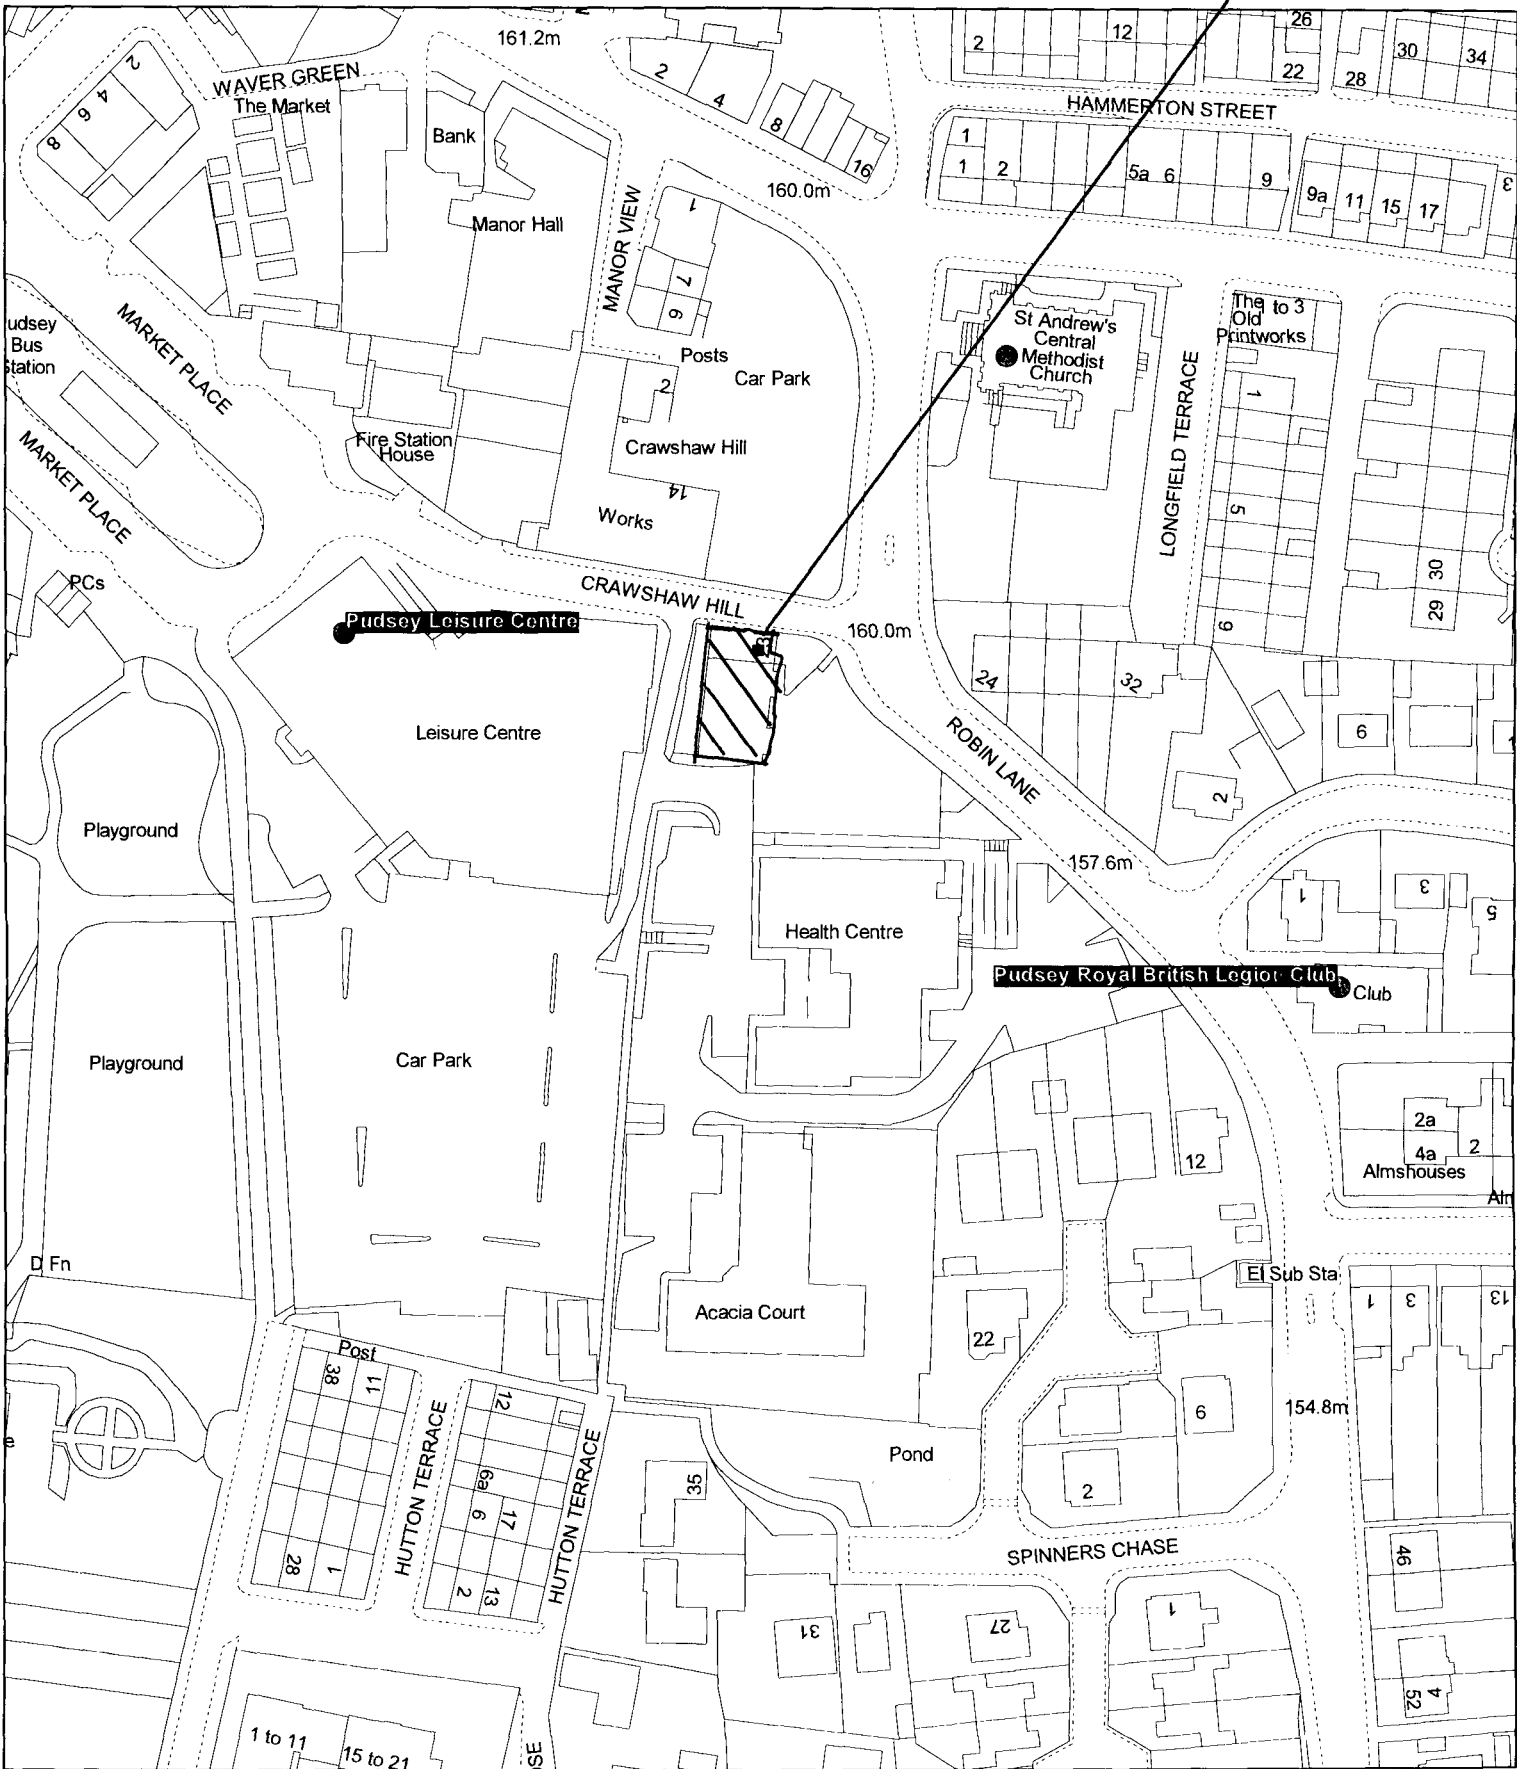 161.2m
2
12
26
22
28
30
34
WAVER GREEN
The Market
2
4
6
8
Bank
2
4
8
16
HAMMERTON STREET
1
1
2
5a
6
9
9a
11
15
17
3
160.0m
Manor Hall
MANOR VIEW
1
7
6
MARKET PLACE
udsey
Bus
Station
St Andrew's
Central
Methodist
Church
The
1 to 3
Old
Printworks
Posts
Car Park
2
1
LONGFIELD TERRACE
MARKET PLACE
Fire Station
House
Crawshaw Hill
14
Works
5
PCs
CRAWSHAW HILL
30
29
Pudsey Leisure Centre
160.0m
9
24
32
Leisure Centre
ROBIN LANE
6
2
Playground
157.6m
1
3
5
Health Centre
Pudsey Royal British Legion Club
Club
Playground
Car Park
2a
4a
2
Almshouses
12
D Fn
El Sub Sta
Acacia Court
22
1
3
13
Post
38
11
12
HUTTON TERRACE
6a
6
17
HUTTON TERRACE
35
Pond
6
2
154.8m
28
1
2
13
SPINNERS CHASE
46
31
27
1
52
4
1 to 11
15 to 21